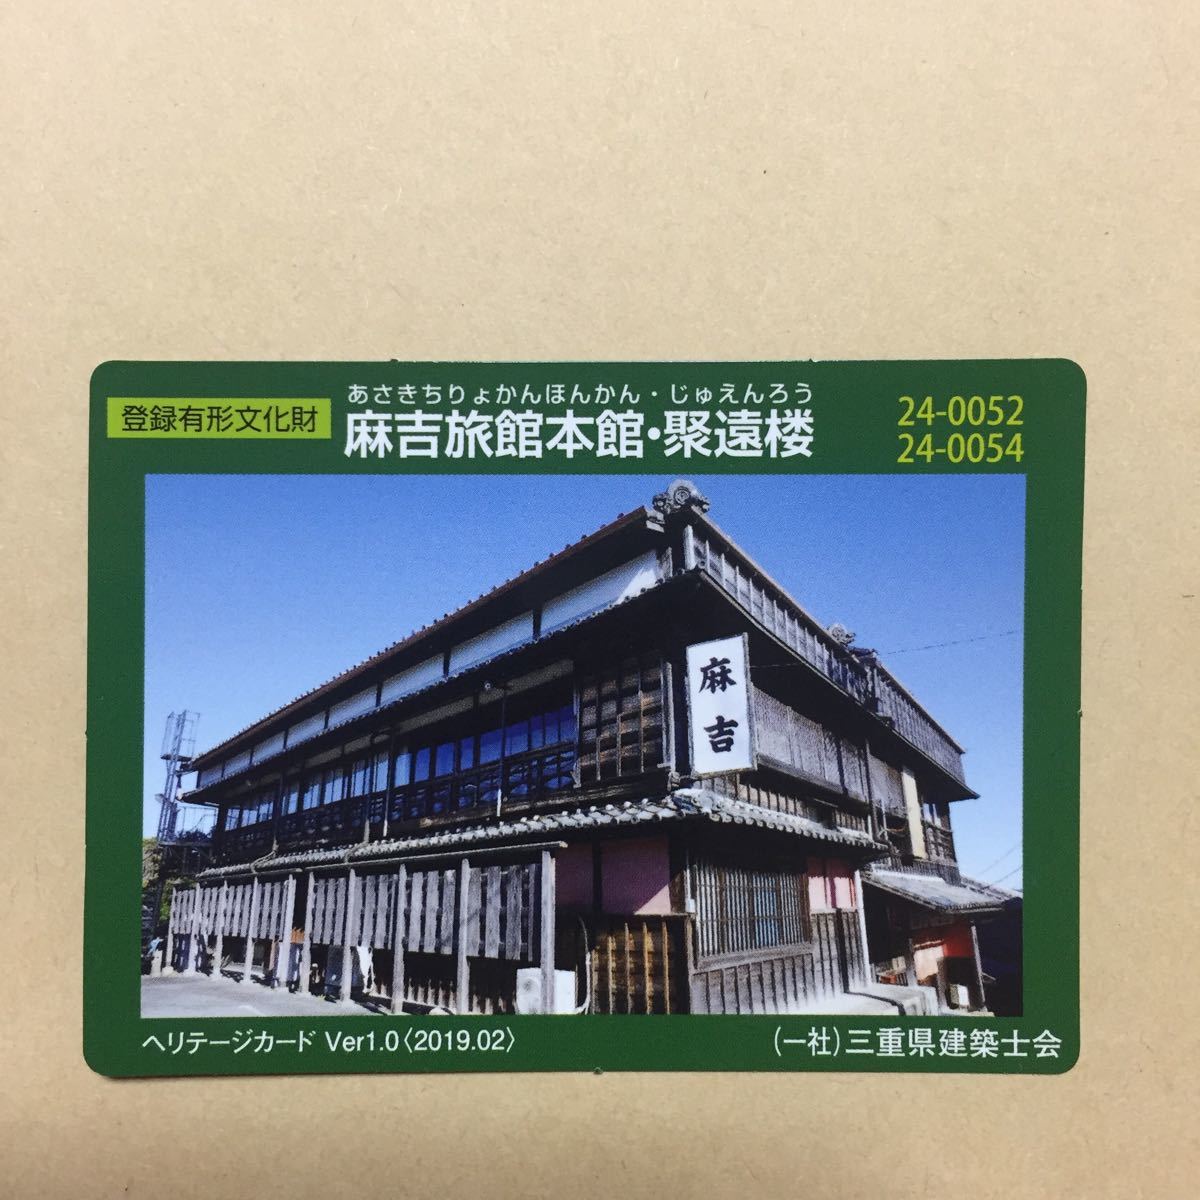 登録有形文化財
あさきちりょかんほんかん・じゅえんろう
麻吉旅館本館・聚遠楼
24-0052
24-0054
麻吉
ヘリテージカード Ver1.0〈2019.02〉
(一社)三重県建築士会